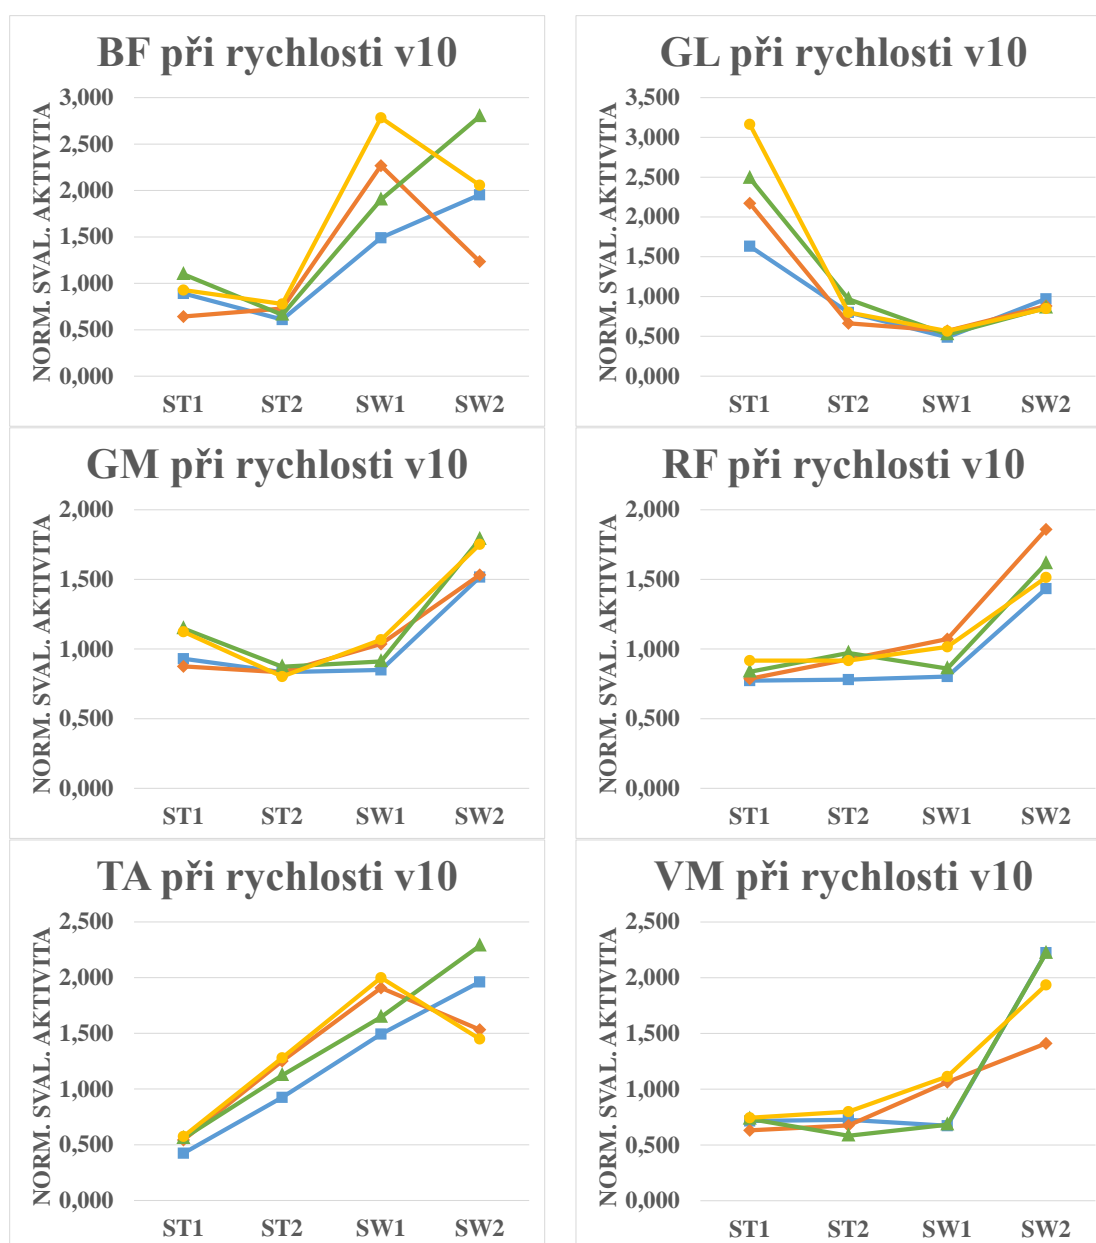 BF při rychlosti v10
NORM. SVAL. AKTIVITA
3,000
2,500
2,000
1,500
1,000
0,500
0,000
ST1 ST2 SW1 SW2
GL při rychlosti v10
NORM. SVAL. AKTIVITA
3,500
3,000
2,500
2,000
1,500
1,000
0,500
0,000
ST1 ST2 SW1 SW2
GM při rychlosti v10
NORM. SVAL. AKTIVITA
2,000
1,500
1,000
0,500
0,000
ST1 ST2 SW1 SW2
RF při rychlosti v10
NORM. SVAL. AKTIVITA
2,000
1,500
1,000
0,500
0,000
ST1 ST2 SW1 SW2
TA při rychlosti v10
NORM. SVAL. AKTIVITA
2,500
2,000
1,500
1,000
0,500
0,000
ST1 ST2 SW1 SW2
VM při rychlosti v10
NORM. SVAL. AKTIVITA
2,500
2,000
1,500
1,000
0,500
0,000
ST1 ST2 SW1 SW2